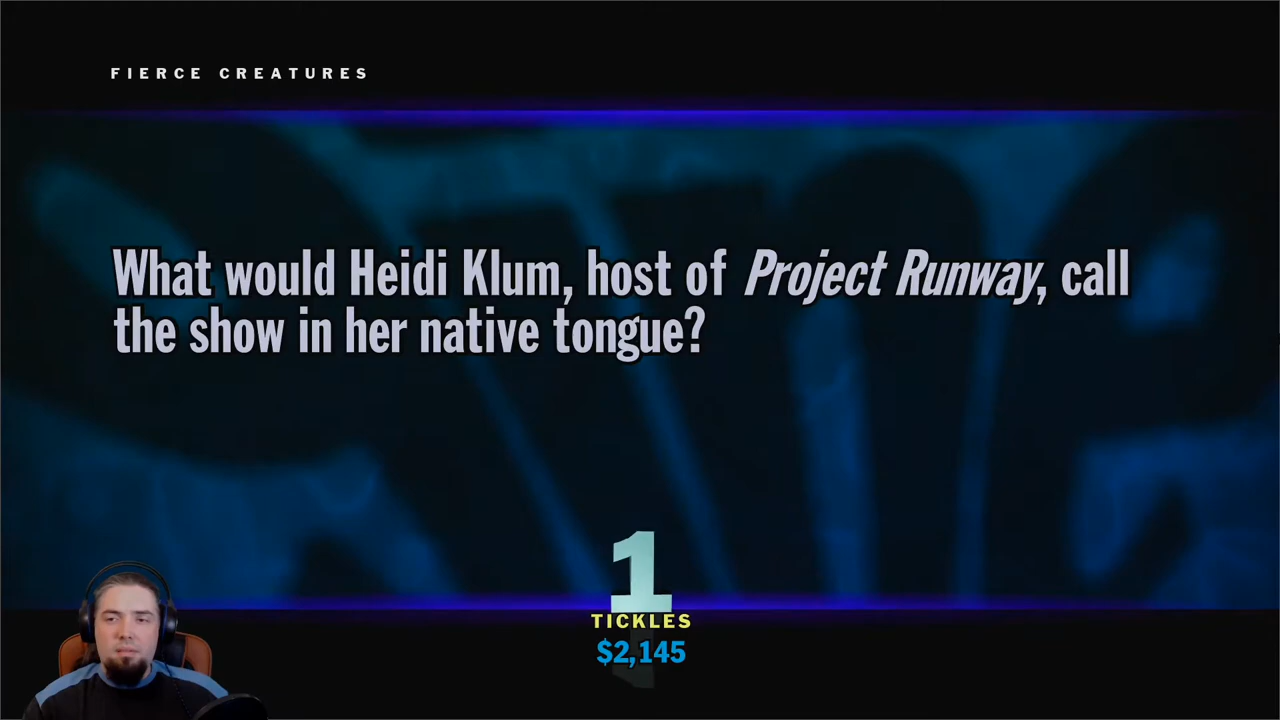 FIERCE CREATURES
What would Heidi Klum, host of Project Runway, call
the show in her native tongue?
1
TICKLES
$2,145